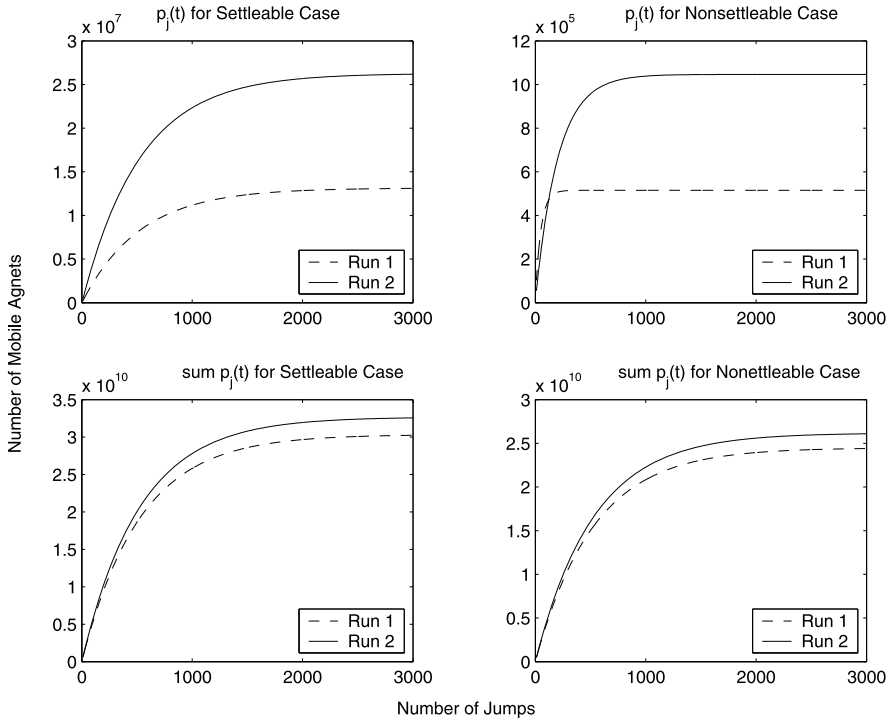 p_j(t) for Settleable Case
x 10^7
3
2.5
2
1.5
1
0.5
0
0 1000 2000 3000
Run 1
Run 2
p_j(t) for Nonsettleable Case
x 10^5
12
10
8
6
4
2
0
0 1000 2000 3000
Run 1
Run 2
Number of Mobile Agnets
sum p_j(t) for Settleable Case
x 10^10
3.5
3
2.5
2
1.5
1
0.5
0
0 1000 2000 3000
Run 1
Run 2
sum p_j(t) for Nonettleable Case
x 10^10
3
2.5
2
1.5
1
0.5
0
0 1000 2000 3000
Run 1
Run 2
Number of Jumps